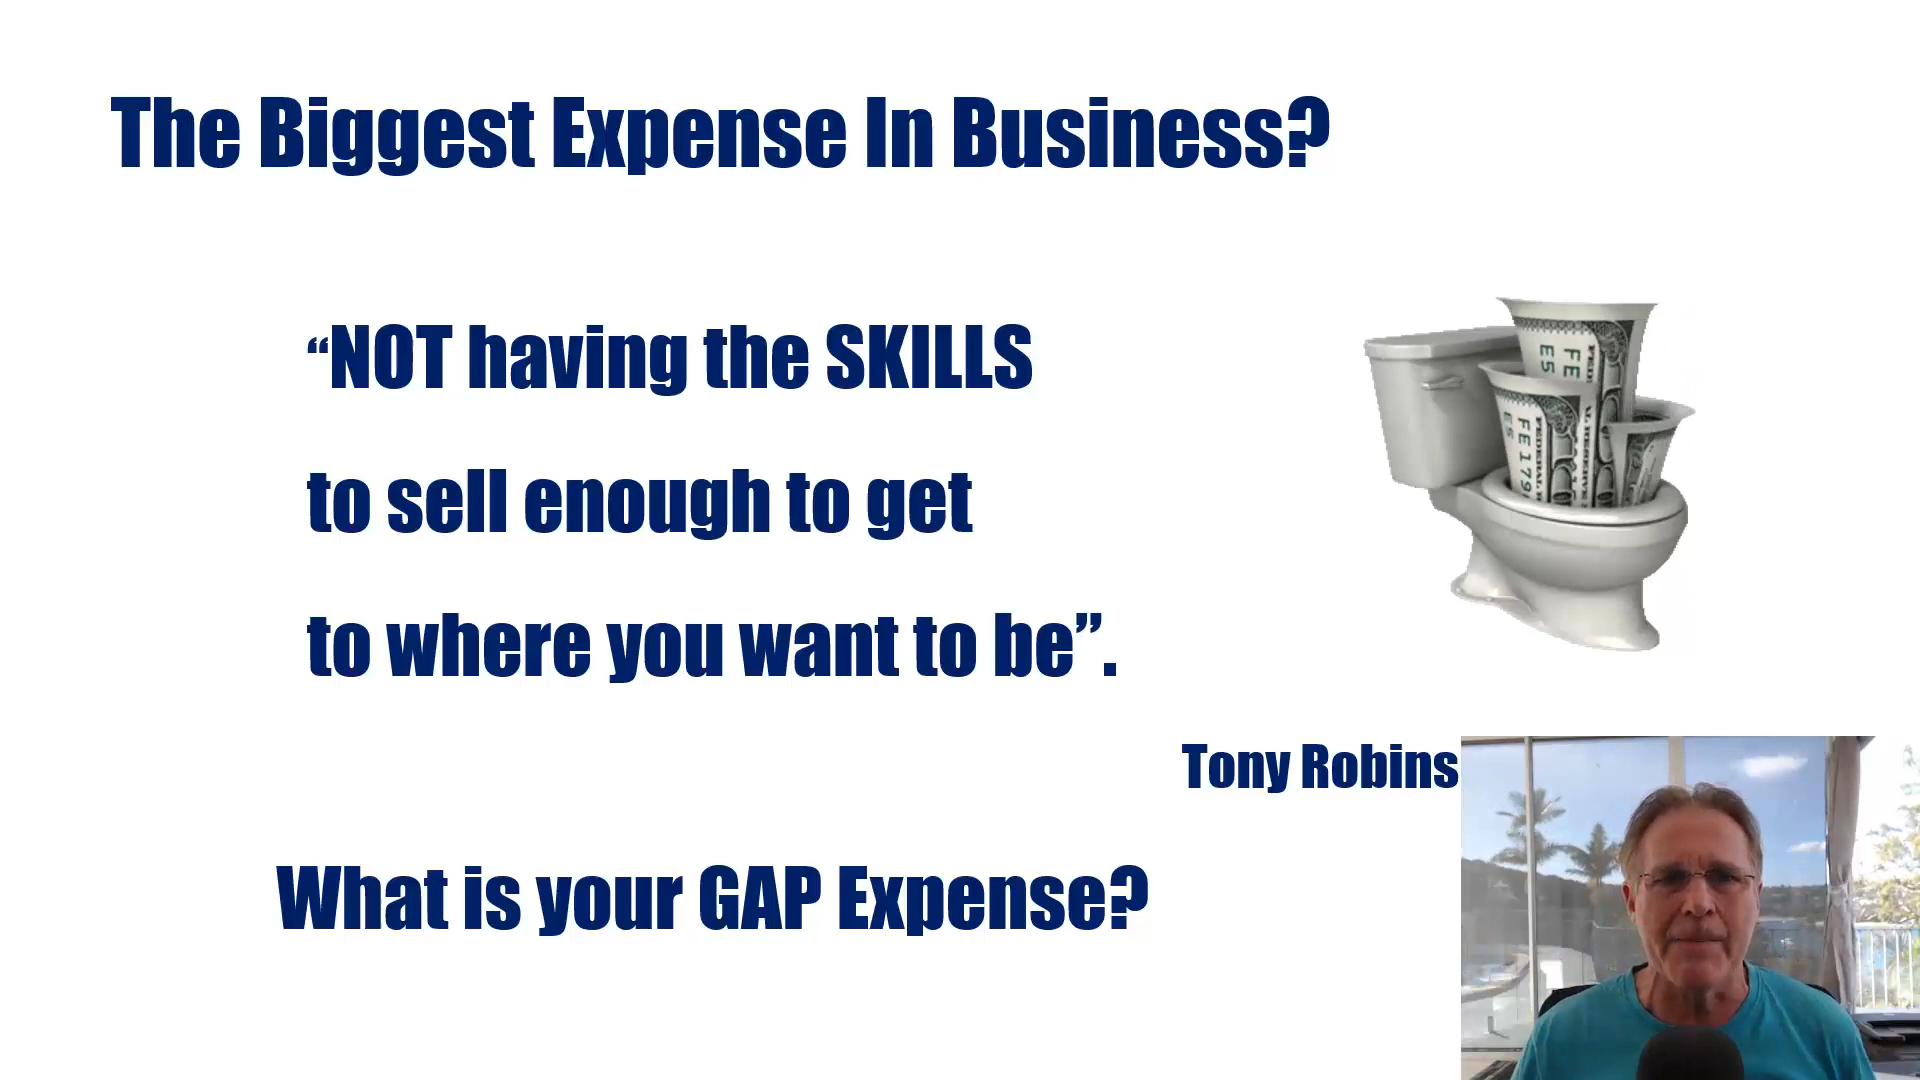 The Biggest Expense In Business?
“NOT having the SKILLS
to sell enough to get
to where you want to be”.
Tony Robins
What is your GAP Expense?